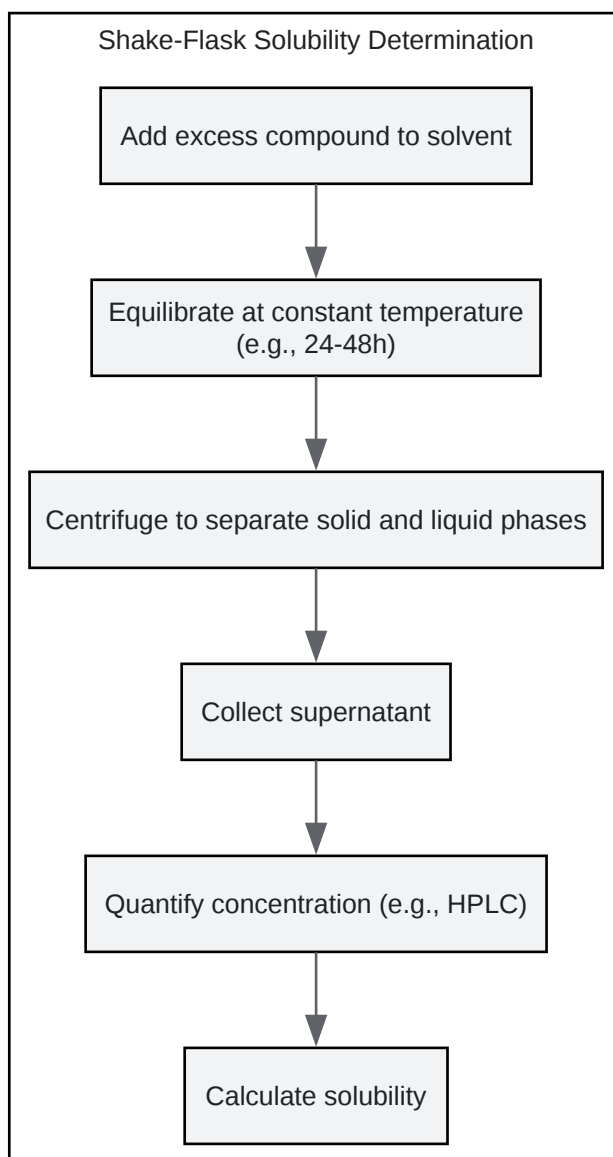 Shake-Flask Solubility Determination
Add excess compound to solvent
Equilibrate at constant temperature
(e.g., 24-48h)
Centrifuge to separate solid and liquid phases
Collect supernatant
Quantify concentration (e.g., HPLC)
Calculate solubility